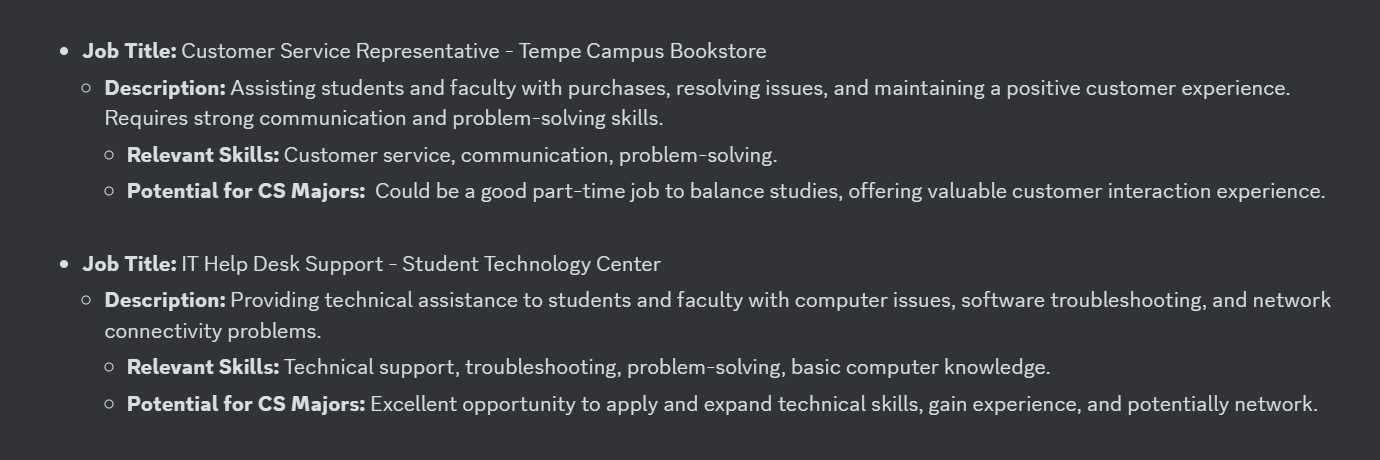 Job Title: Customer Service Representative - Tempe Campus Bookstore
Description: Assisting students and faculty with purchases, resolving issues, and maintaining a positive customer experience.
Requires strong communication and problem-solving skills.
Relevant Skills: Customer service, communication, problem-solving.
Potential for CS Majors: Could be a good part-time job to balance studies, offering valuable customer interaction experience.
Job Title: IT Help Desk Support - Student Technology Center
Description: Providing technical assistance to students and faculty with computer issues, software troubleshooting, and network
connectivity problems.
Relevant Skills: Technical support, troubleshooting, problem-solving, basic computer knowledge.
Potential for CS Majors: Excellent opportunity to apply and expand technical skills, gain experience, and potentially network.